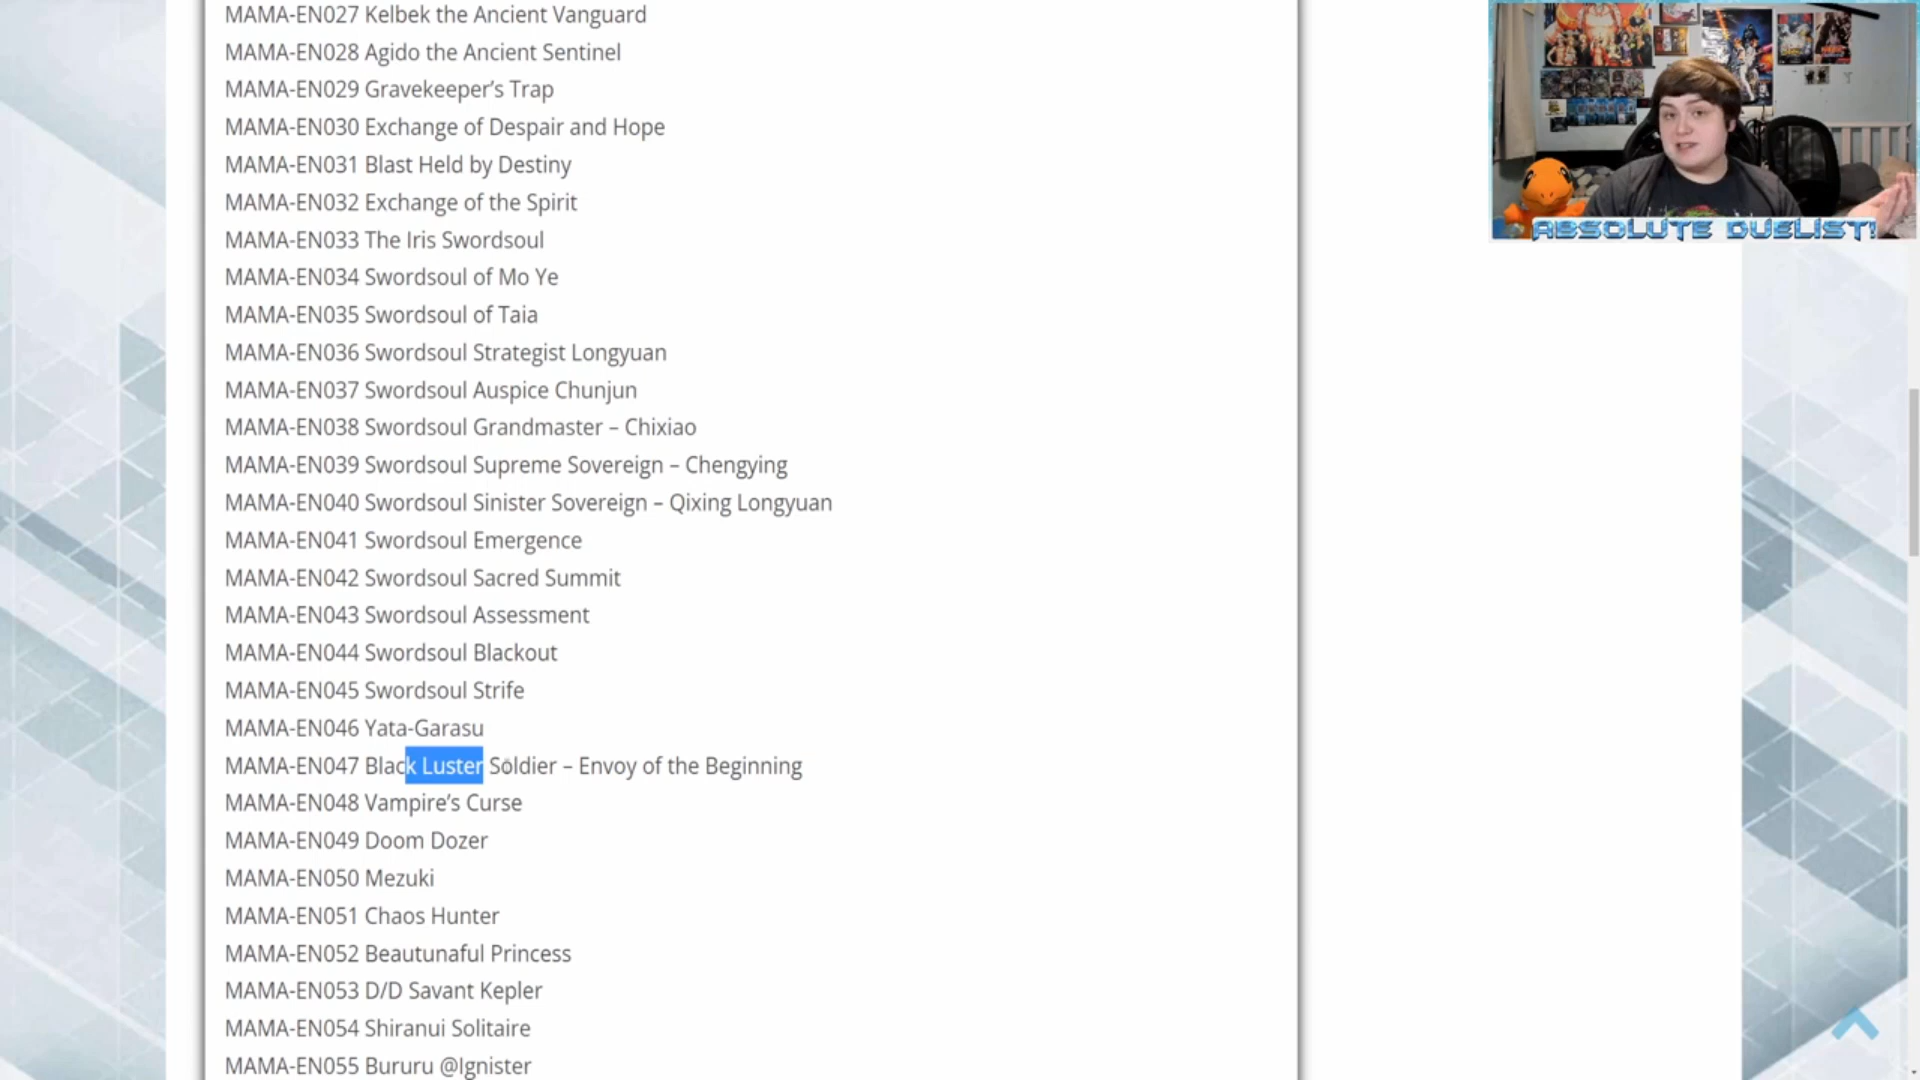 MAMA-EN027 Kelbek the Ancient Vanguard
MAMA-EN028 Agido the Ancient Sentinel
MAMA-EN029 Gravekeeper’s Trap
MAMA-EN030 Exchange of Despair and Hope
MAMA-EN031 Blast Held by Destiny
MAMA-EN032 Exchange of the Spirit
MAMA-EN033 The Iris Swordsoul
MAMA-EN034 Swordsoul of Mo Ye
MAMA-EN035 Swordsoul of Taia
MAMA-EN036 Swordsoul Strategist Longyuan
MAMA-EN037 Swordsoul Auspice Chunjun
MAMA-EN038 Swordsoul Grandmaster – Chixiao
MAMA-EN039 Swordsoul Supreme Sovereign – Chengying
MAMA-EN040 Swordsoul Sinister Sovereign – Qixing Longyuan
MAMA-EN041 Swordsoul Emergence
MAMA-EN042 Swordsoul Sacred Summit
MAMA-EN043 Swordsoul Assessment
MAMA-EN044 Swordsoul Blackout
MAMA-EN045 Swordsoul Strife
MAMA-EN046 Yata-Garasu
MAMA-EN047 Black Luster Soldier – Envoy of the Beginning
MAMA-EN048 Vampire’s Curse
MAMA-EN049 Doom Dozer
MAMA-EN050 Mezuki
MAMA-EN051 Chaos Hunter
MAMA-EN052 Beautunaful Princess
MAMA-EN053 D/D Savant Kepler
MAMA-EN054 Shiranui Solitaire
MAMA-EN055 Bururu @Ignister
ABSOLUTE DUELIST!